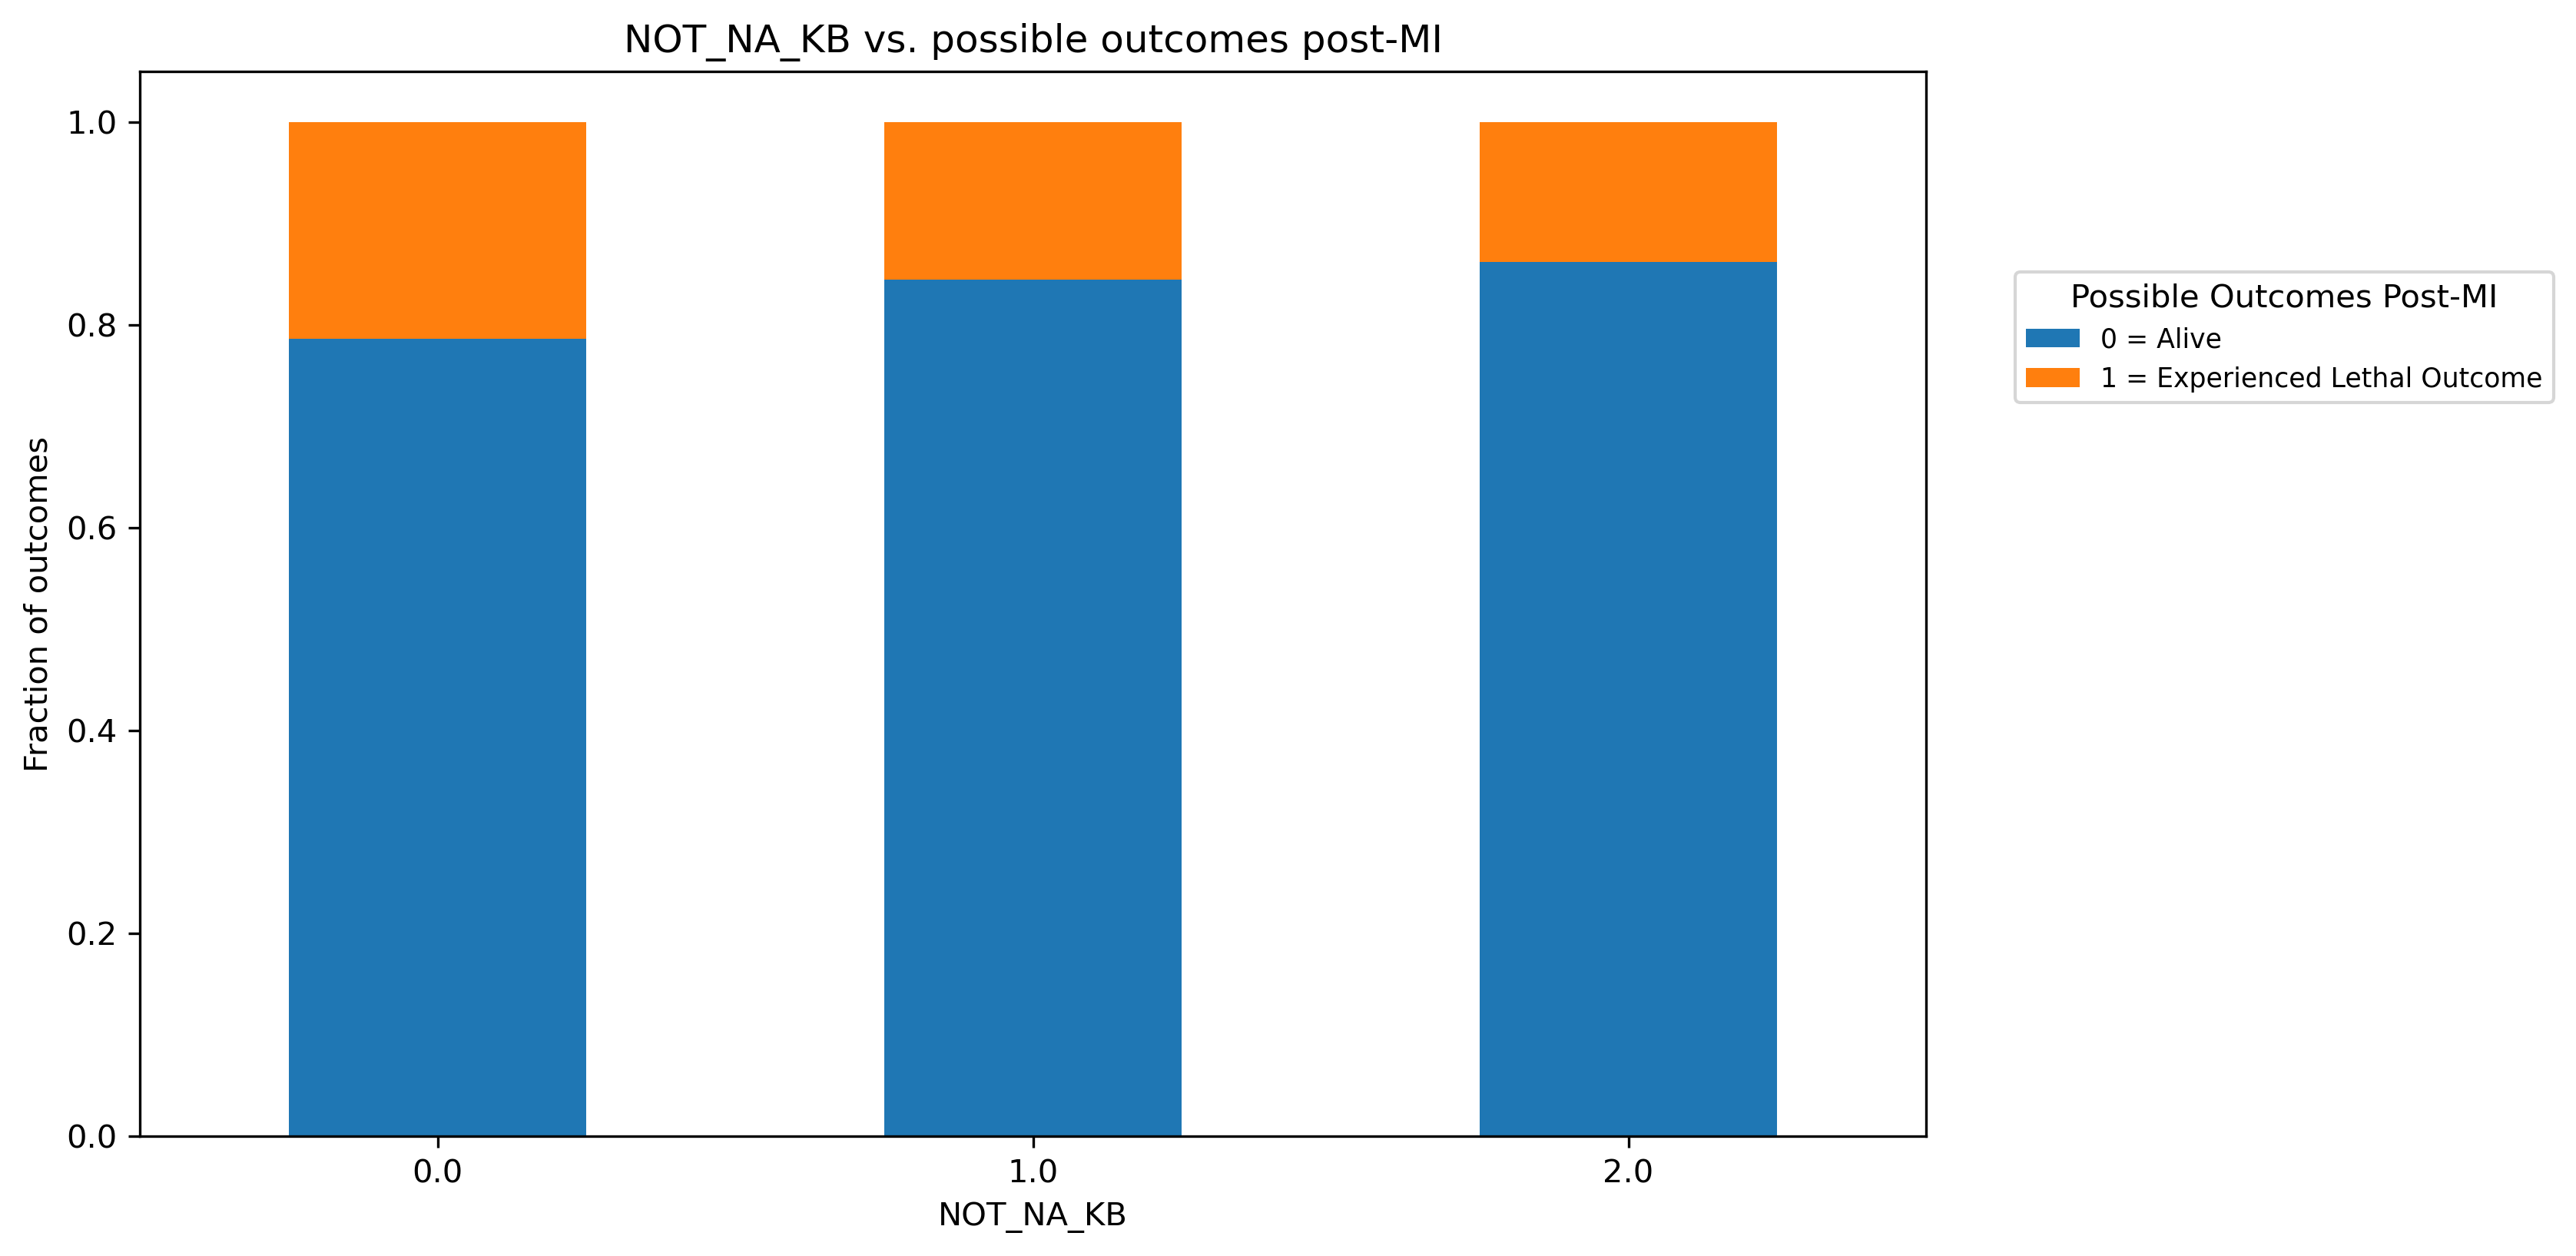 NOT_NA_KB vs. possible outcomes post-MI
1.0
0.8
0.6
0.4
0.2
0.0
Fraction of outcomes
0.0 1.0 2.0
NOT_NA_KB
Possible Outcomes Post-MI
0 = Alive
1 = Experienced Lethal Outcome